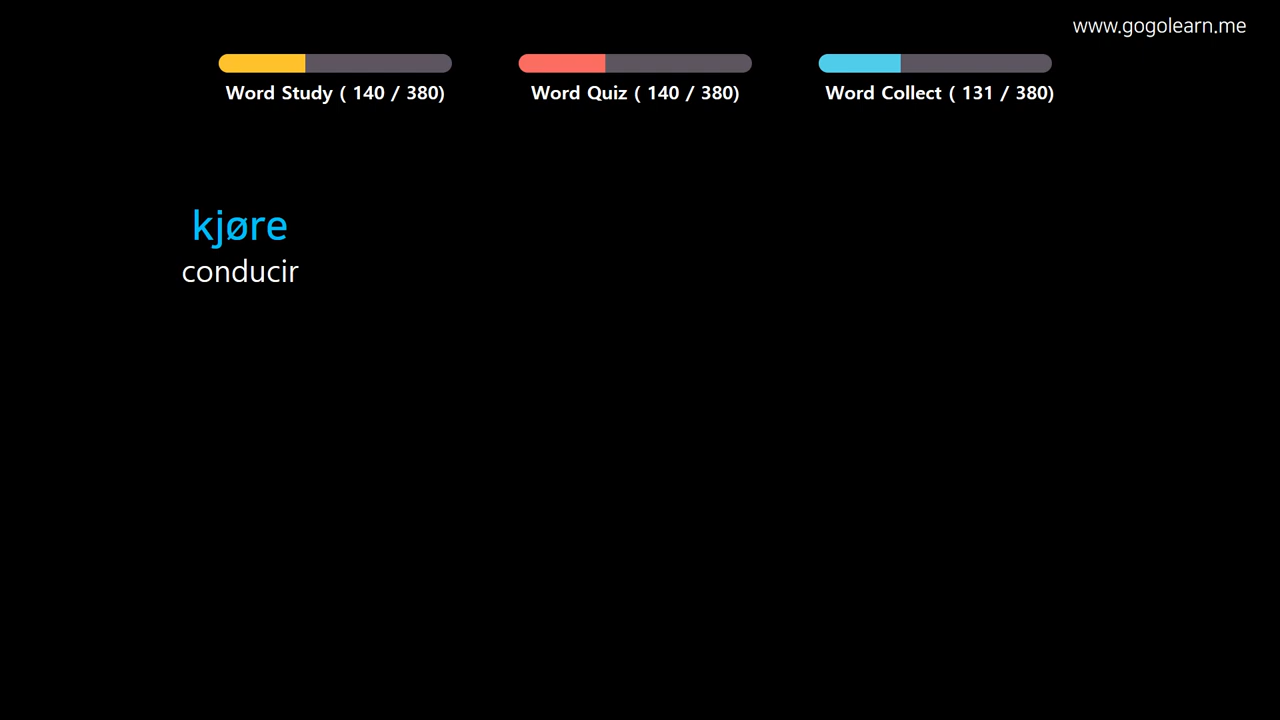 www.gogolearn.me
Word Study ( 140 / 380)
Word Quiz ( 140 / 380)
Word Collect ( 131 / 380)
kjøre
conducir